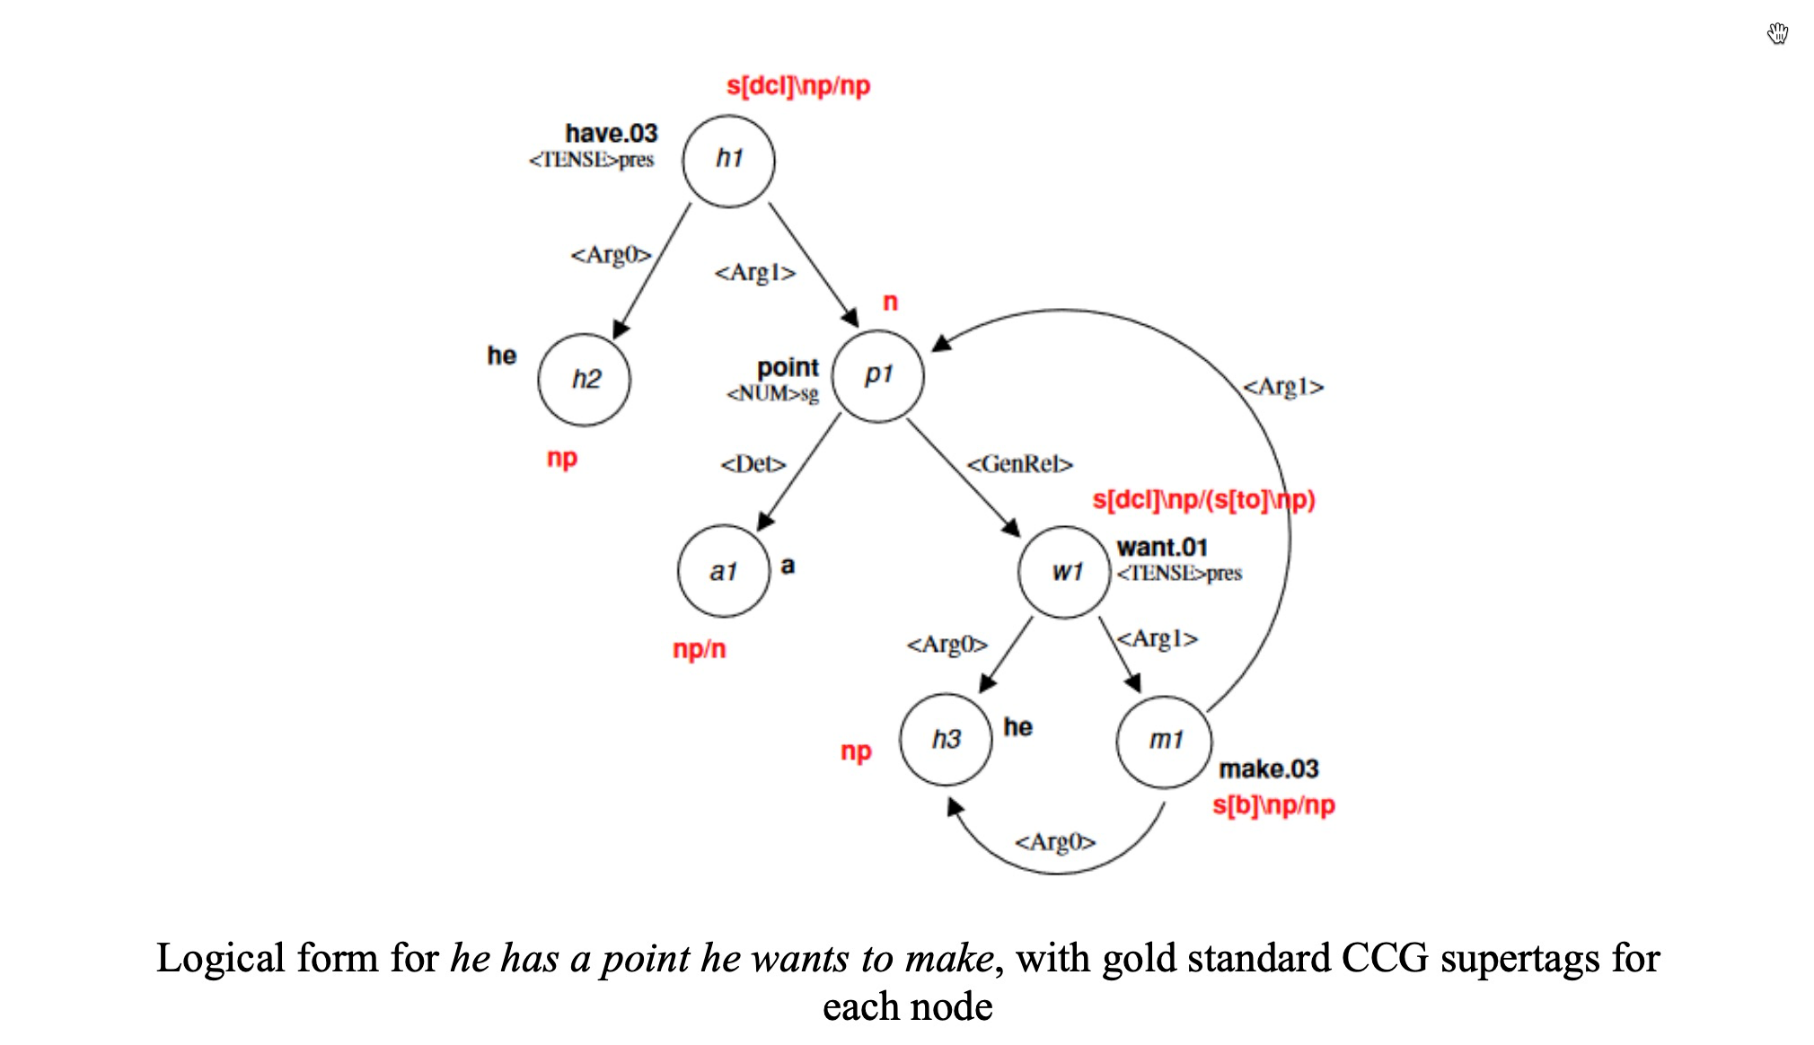 s[dcl]\np/np
have.03
<TENSE>pres
h1
<Arg0>
<Arg1>
n
he
h2
np
point
<NUM>sg
p1
<Arg1>
<Det>
<GenRel>
s[dcl]\np/(s[to]\np)
a1
a
np/n
w1
want.01
<TENSE>pres
<Arg0>
<Arg1>
np
h3
he
m1
make.03
s[b]\np/np
<Arg0>
Logical form for he has a point he wants to make, with gold standard CCG supertags for
each node